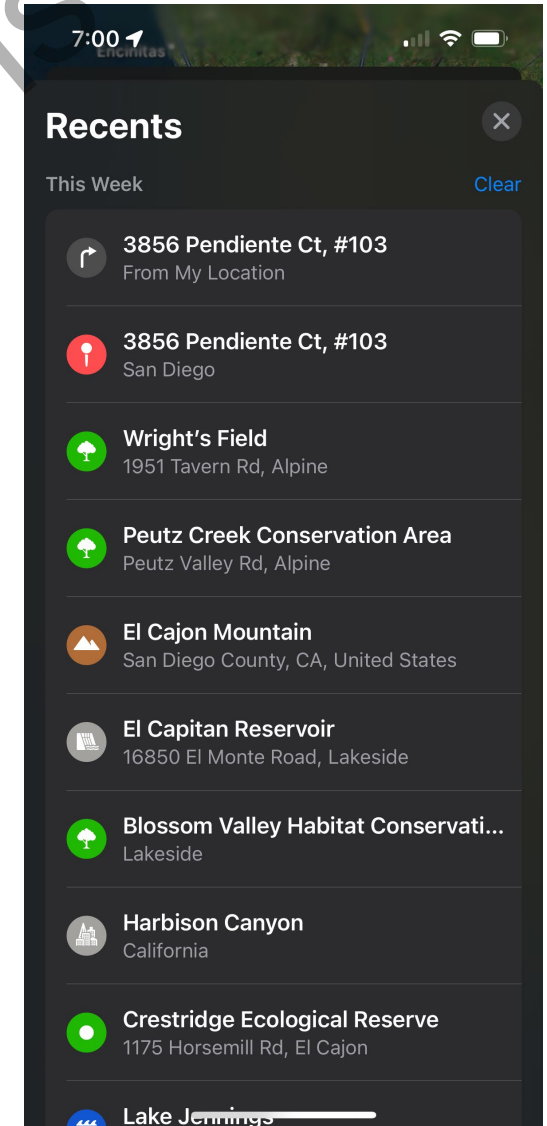 7:00
Encinitas
Recents
This Week
Clear
3856 Pendiente Ct, #103
From My Location
3856 Pendiente Ct, #103
San Diego
Wright's Field
1951 Tavern Rd, Alpine
Peutz Creek Conservation Area
Peutz Valley Rd, Alpine
El Cajon Mountain
San Diego County, CA, United States
El Capitan Reservoir
16850 El Monte Road, Lakeside
Blossom Valley Habitat Conservati...
Lakeside
Harbison Canyon
California
Crestridge Ecological Reserve
1175 Horsemill Rd, El Cajon
Lake Jennings